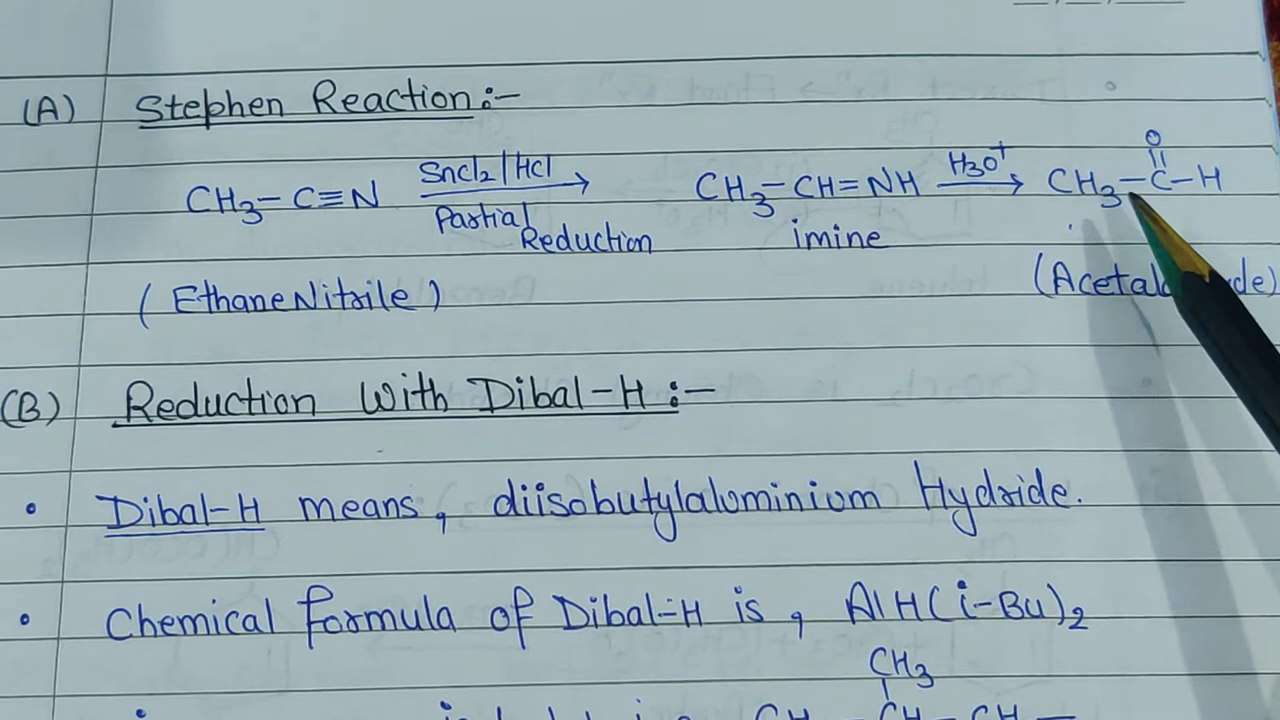 (A) Stephen Reaction :-
CH3-C≡N SnCl2/HCl Partial Reduction → CH3-CH=NH H3O+ → CH3-C-H
O
imine
(EthaneNitrile)
(B) Reduction With Dibal-H :-
• Dibal-H means, diisobutylaluminium Hydride.
• Chemical formula of Dibal-H is, AlH(i-Bu)2
CH3